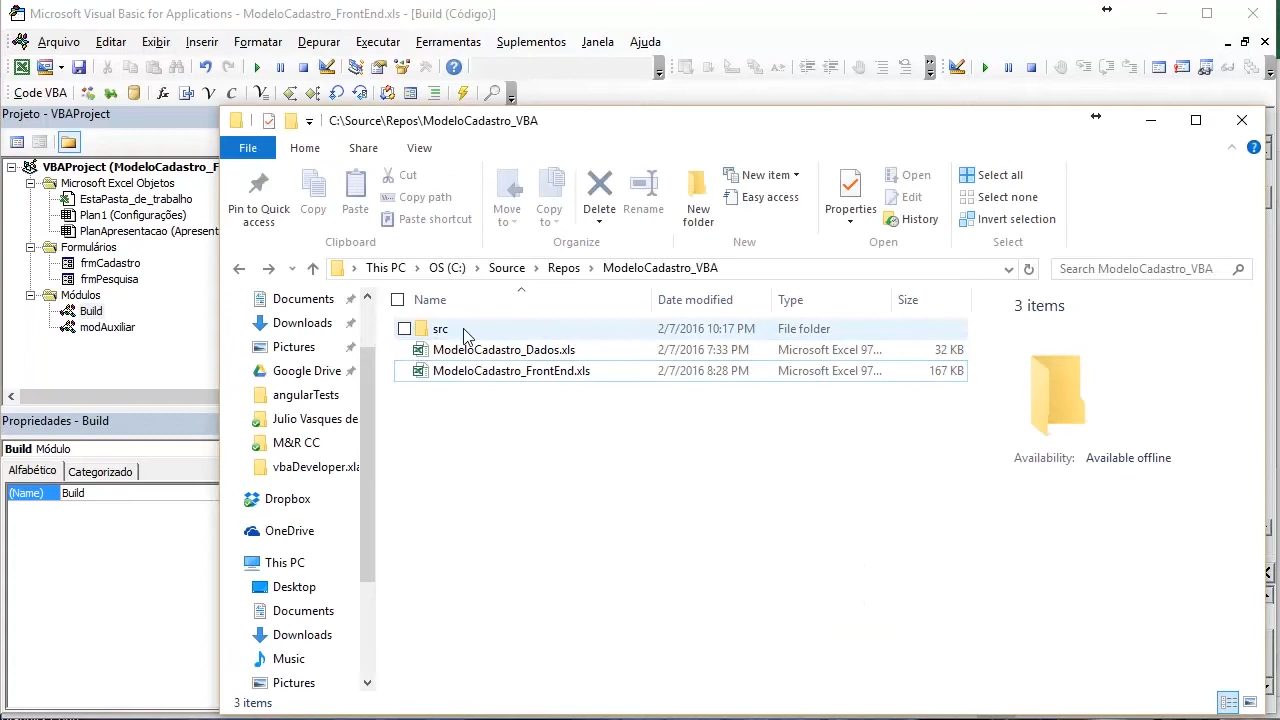 Microsoft Visual Basic for Applications - ModeloCadastro_FrontEnd.xls - [Build (Código)]
Arquivo Editar Exibir Inserir Formatar Depurar Executar Ferramentas Suplementos Janela Ajuda
Code VBA
Projeto - VBAProject
VBAProject (ModeloCadastro_F
Microsoft Excel Objetos
EstaPasta_de_trabalho
Plan1 (Configurações)
PlanApresentacao (Apresent
Formulários
frmCadastro
frmPesquisa
Módulos
Build
modAuxiliar
Propriedades - Build
Build Módulo
Alfabético Categorizado
(Name) Build
C:\Source\Repos\ModeloCadastro_VBA
File Home Share View
Pin to Quick access
Copy
Paste
Cut
Copy path
Paste shortcut
Clipboard
Move to
Copy to
Delete
Rename
Organize
New folder
New item
Easy access
New
Properties
Open
Edit
History
Open
Select all
Select none
Invert selection
Select
This PC Source OS (C:) Repos ModeloCadastro_VBA
Search ModeloCadastro_VBA
Documents
Downloads
Pictures
Google Drive
angularTests
Julio Vasques de
M&R CC
vbaDeveloper.xla
Dropbox
OneDrive
This PC
Desktop
Documents
Downloads
Music
Pictures
Name Date modified Type Size
src 2/7/2016 10:17 PM File folder
ModeloCadastro_Dados.xls 2/7/2016 7:33 PM Microsoft Excel 97... 32 KB
ModeloCadastro_FrontEnd.xls 2/7/2016 8:28 PM Microsoft Excel 97... 167 KB
3 items
Availability: Available offline
3 items